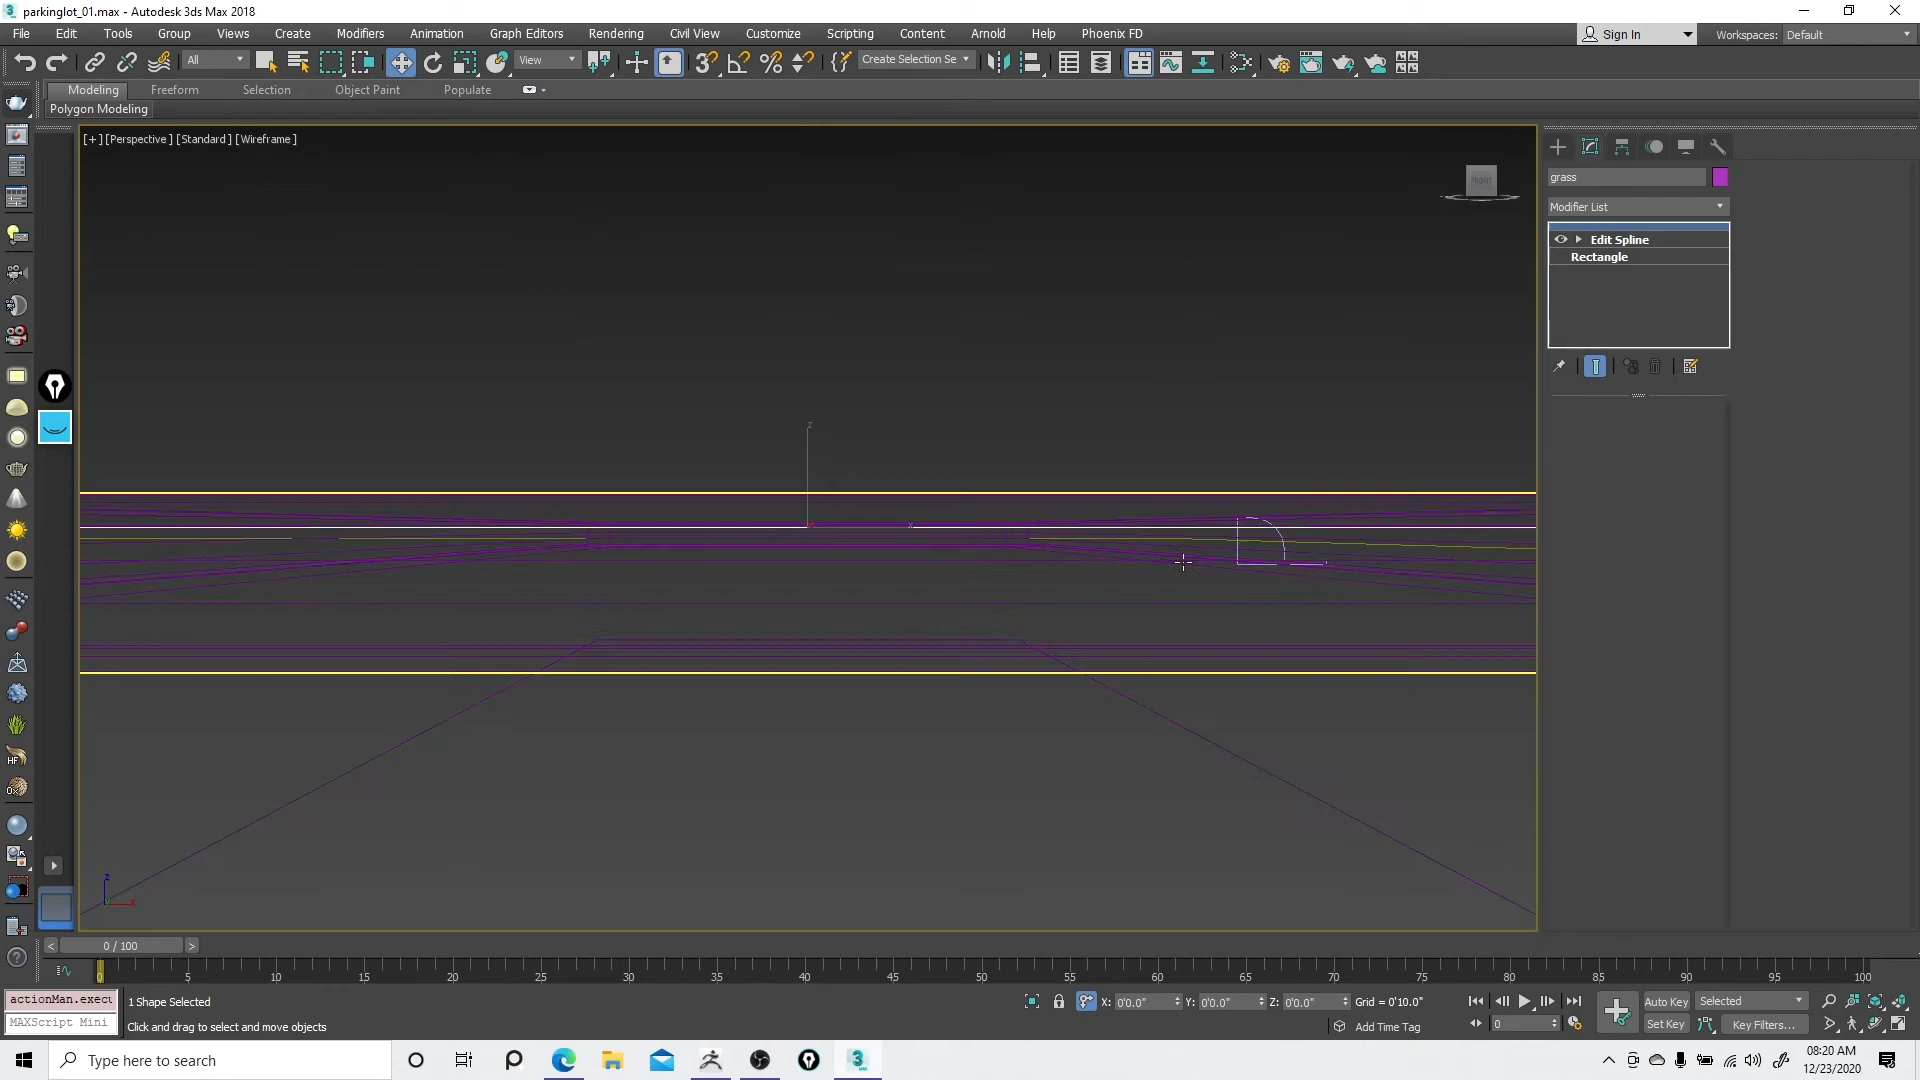 parkinglot_01.max - Autodesk 3ds Max 2018
File Edit Tools Group Views Create Modifiers Animation Graph Editors Rendering Civil View Customize Scripting Content Arnold Help Phoenix FD
Sign In Workspaces: Default
All View Create Selection Se
Modeling Freeform Selection Object Paint Populate
Polygon Modeling
[+] [Perspective ] [Standard ] [Wireframe ]
FRONT
grass
Modifier List
Edit Spline
Rectangle
z
x
HF
z
x
< 0 / 100 >
0 5 10 15 20 25 30 35 40 45 50 55 60 65 70 75 80 85 90 95 100
actionMan.execu 1 Shape Selected X: 0'0.0" Y: 0'0.0" Z: 0'0.0" Grid = 0'10.0" Auto Key Selected
MAXScript Mini Click and drag to select and move objects Add Time Tag 0 Set Key Key Filters...
Type here to search
08:20 AM
12/23/2020